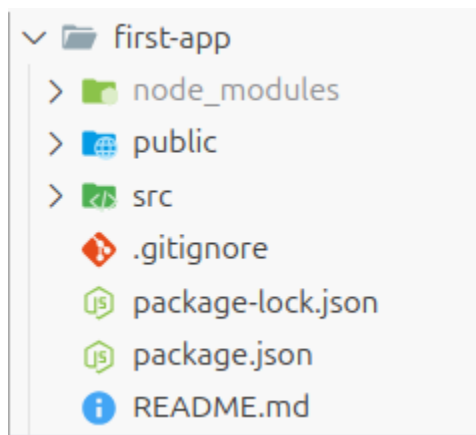 first-app
node_modules
public
src
.gitignore
package-lock.json
package.json
README.md